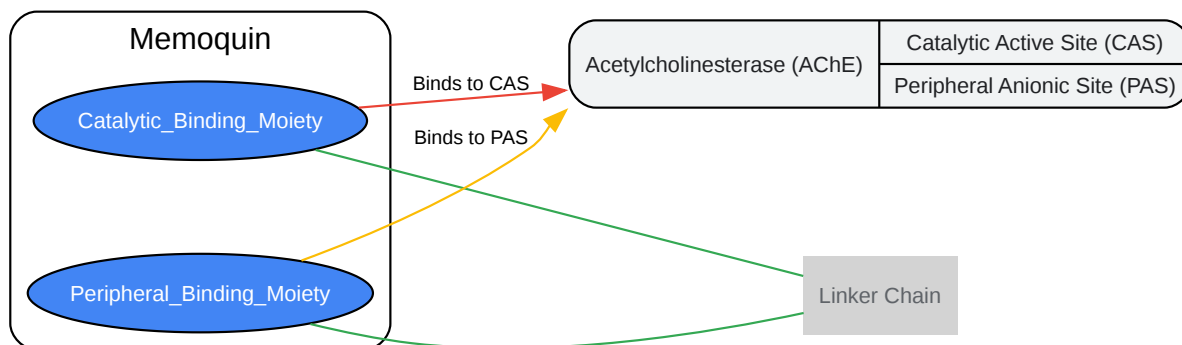 Memoquin
Catalytic_Binding_Moiety
Peripheral_Binding_Moiety
Binds to CAS
Binds to PAS
Acetylcholinesterase (AChE)
Catalytic Active Site (CAS)
Peripheral Anionic Site (PAS)
Linker Chain